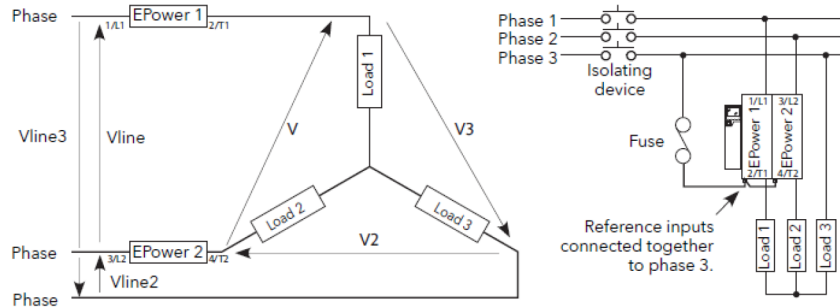 Phase
1/L1
EPower 1
2/T1
Load 1
Vline3
Vline
V
V3
Load 2
Load 3
V2
Phase
3/L2
EPower 2
4/T2
Vline2
Phase
Phase 1
Phase 2
Phase 3
Isolating
device
Fuse
1/L1
3/L2
EPower 1
EPower 2
2/T1
4/T2
Reference inputs
connected together
to phase 3.
Load 1
Load 2
Load 3